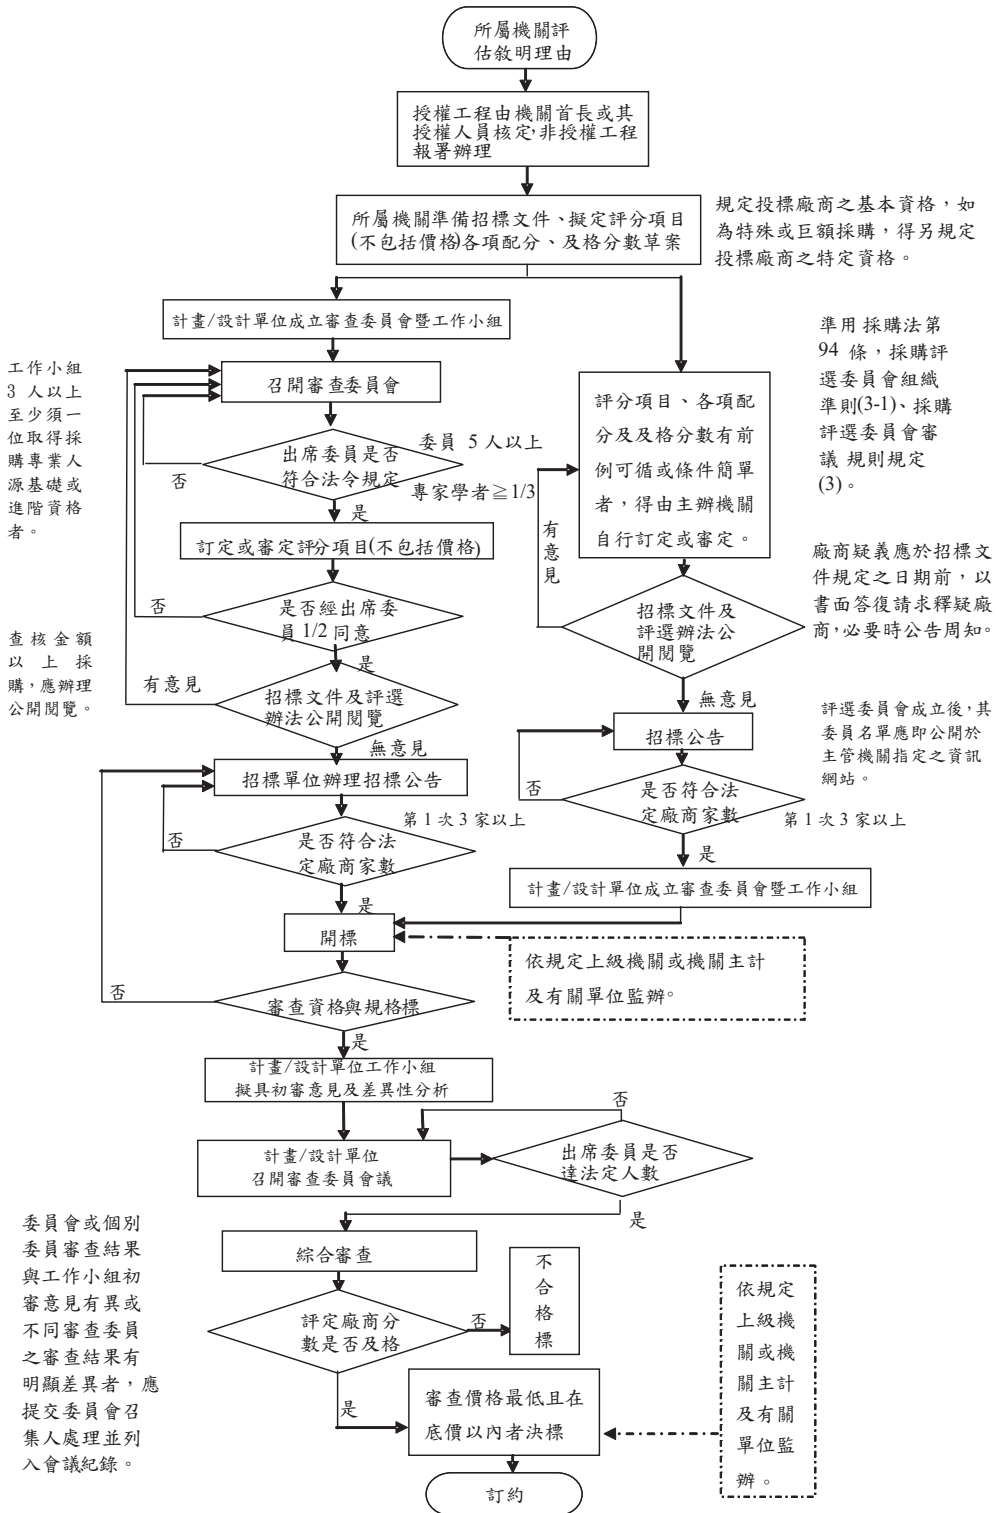 所屬機關評
估敘明理由
授權工程由機關首長或其
授權人員核定,非授權工程
報署辦理
所屬機關準備招標文件、擬定評分項目
(不包括價格)各項配分、及格分數草案
規定投標廠商之基本資格，如
為特殊或巨額採購，得另規定
投標廠商之特定資格。
計畫/設計單位成立審查委員會暨工作小組
準用 採購法第
94 條，採購評
選委員會組織
準則(3-1)、採購
評選委員會審
議 規則規定
(3)。
工作小組
3 人以上
至少須一
位取得採
購專業人
源基礎或
進階資格
者。
召開審查委員會
評分項目、各項配
分及及格分數有前
例可循或條件簡單
者，得由主辦機關
自行訂定或審定。
委員 5 人以上
出席委員是否
符合法令規定
否
專家學者≧1/3
是
有意見
訂定或審定評分項目(不包括價格)
廠商疑義應於招標文
件規定之日期前，以
書面答復請求釋疑廠
商,必要時公告周知。
否
是否經出席委
員 1/2 同意
招標文件及
評選辦法公
開閱覽
查核金額
以上採
購,應辦理
公開閱覽。
是
有意見
招標文件及評選
辦法公開閱覽
無意見
評選委員會成立後,其
委員名單應即公開於
主管機關指定之資訊
網站。
招標公告
無意見
招標單位辦理招標公告
否
是否符合法
定廠商家數
第 1 次 3 家以上
第 1 次 3 家以上
否
是否符合法
定廠商家數
是
計畫/設計單位成立審查委員會暨工作小組
是
開標
依規定上級機關或機關主計
及有關單位監辦。
否
審查資格與規格標
是
計畫/設計單位工作小組
擬具初審意見及差異性分析
否
計畫/設計單位
召開審查委員會議
出席委員是否
達法定人數
是
委員會或個別
委員審查結果
與工作小組初
審意見有異或
不同審查委員
之審查結果有
明顯差異者，應
提交委員會召
集人處理並列
入會議紀錄。
綜合審查
不合格標
評定廠商分
數是否及格
否
依規定
上級機
關或機
關主計
及有關
單位監
辦。
是
審查價格最低且在
底價以內者決標
訂約